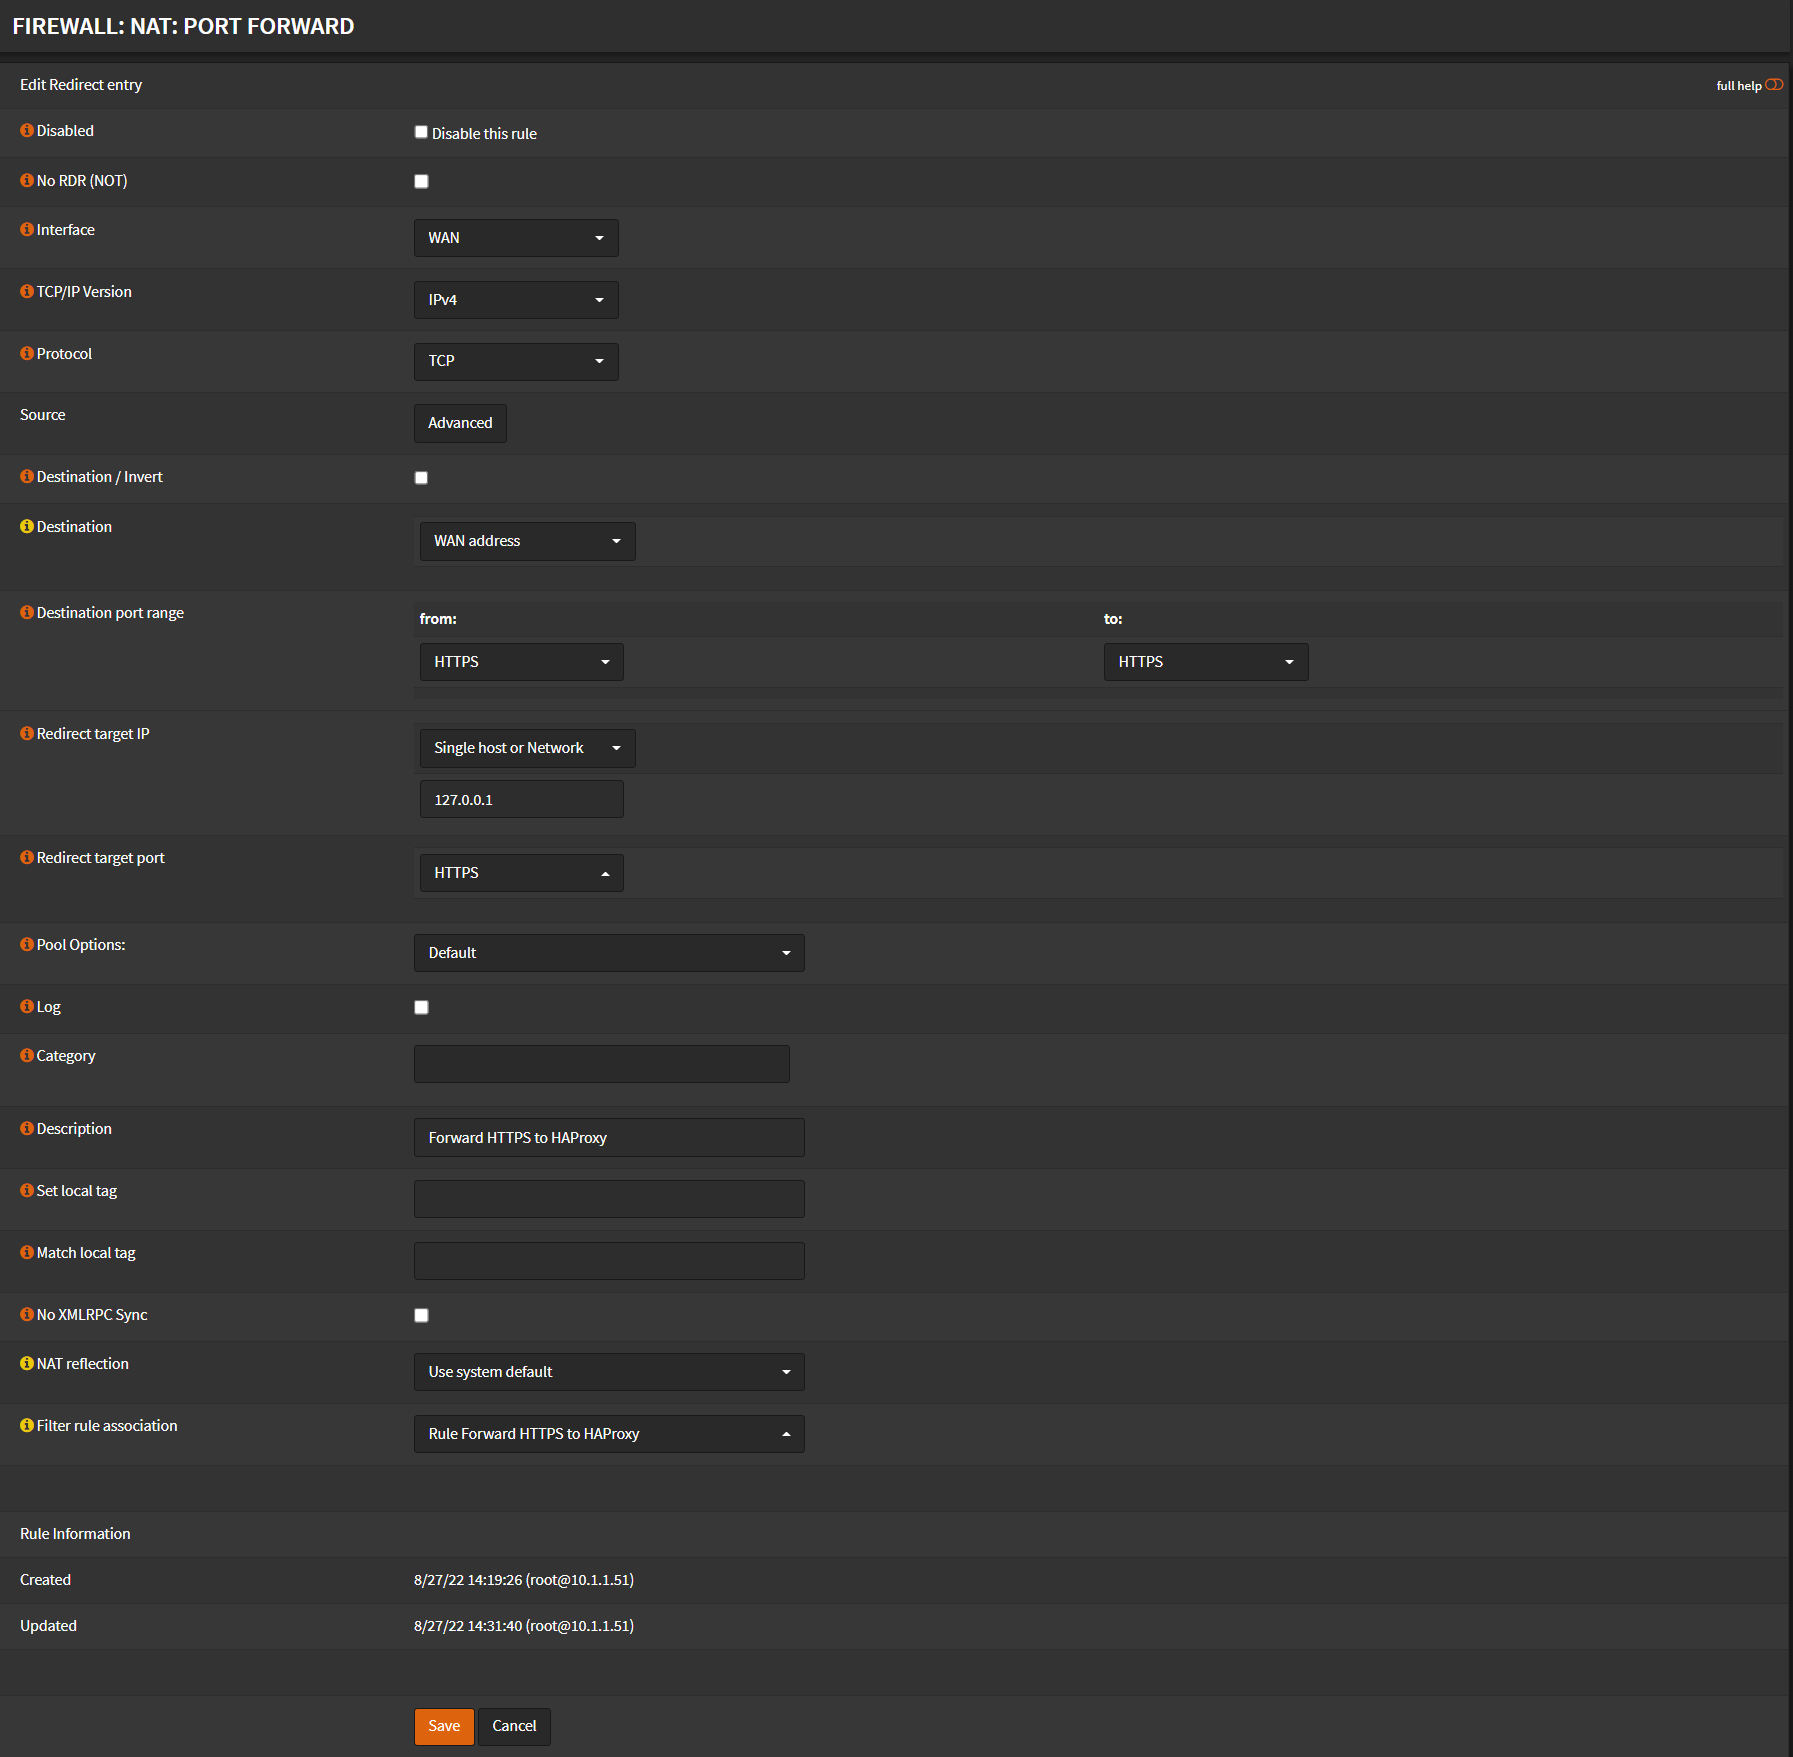 FIREWALL: NAT: PORT FORWARD
Edit Redirect entry full help
Disabled Disable this rule
No RDR (NOT)
Interface WAN
TCP/IP Version IPv4
Protocol TCP
Source Advanced
Destination / Invert
Destination WAN address
Destination port range from: to:
HTTPS HTTPS
Redirect target IP Single host or Network
127.0.0.1
Redirect target port HTTPS
Pool Options: Default
Log
Category
Description Forward HTTPS to HAProxy
Set local tag
Match local tag
No XMLRPC Sync
NAT reflection Use system default
Filter rule association Rule Forward HTTPS to HAProxy
Rule Information
Created 8/27/22 14:19:26 (root@10.1.1.51)
Updated 8/27/22 14:31:40 (root@10.1.1.51)
Save Cancel